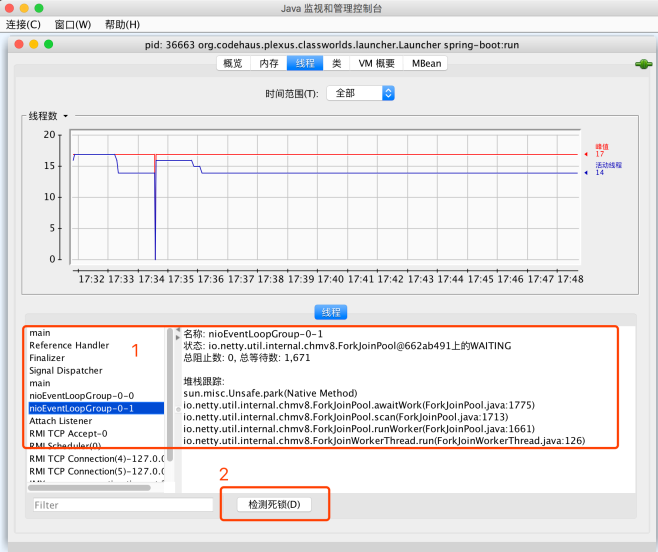 Java 监视和管理控制台
连接(C) 窗口(W) 帮助(H)
pid: 36663 org.codehaus.plexus.classworlds.launcher.Launcher spring-boot:run
概览 内存 线程 类 VM 概要 MBean
时间范围(T): 全部
线程数
20
15
10
5
0
峰值
17
活动线程
14
17:32 17:33 17:34 17:35 17:36 17:37 17:38 17:39 17:40 17:41 17:42 17:43 17:44 17:45 17:46 17:47 17:48
线程
1
main
Reference Handler
Finalizer
Signal Dispatcher
main
nioEventLoopGroup-0-0
nioEventLoopGroup-0-1
Attach Listener
RMI TCP Accept-0
RMI Scheduler(0)
RMI TCP Connection(4)-127.0.0
RMI TCP Connection(5)-127.0.0
名称: nioEventLoopGroup-0-1
状态: io.netty.util.internal.chmv8.ForkJoinPool@662ab491上的WAITING
总阻止数: 0, 总等待数: 1,671
堆栈跟踪:
sun.misc.Unsafe.park(Native Method)
io.netty.util.internal.chmv8.ForkJoinPool.awaitWork(ForkJoinPool.java:1775)
io.netty.util.internal.chmv8.ForkJoinPool.scan(ForkJoinPool.java:1713)
io.netty.util.internal.chmv8.ForkJoinPool.runWorker(ForkJoinPool.java:1661)
io.netty.util.internal.chmv8.ForkJoinWorkerThread.run(ForkJoinWorkerThread.java:126)
2
Filter
检测死锁(D)